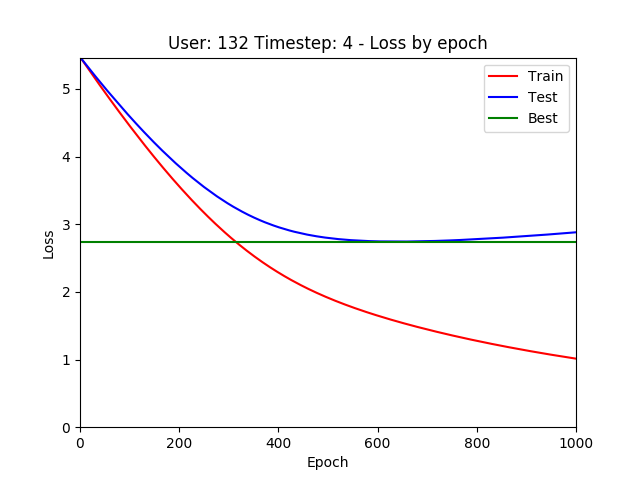 User: 132 Timestep: 4 - Loss by epoch
Train
Test
Best
5
4
3
2
1
0
Loss
0 200 400 600 800 1000
Epoch